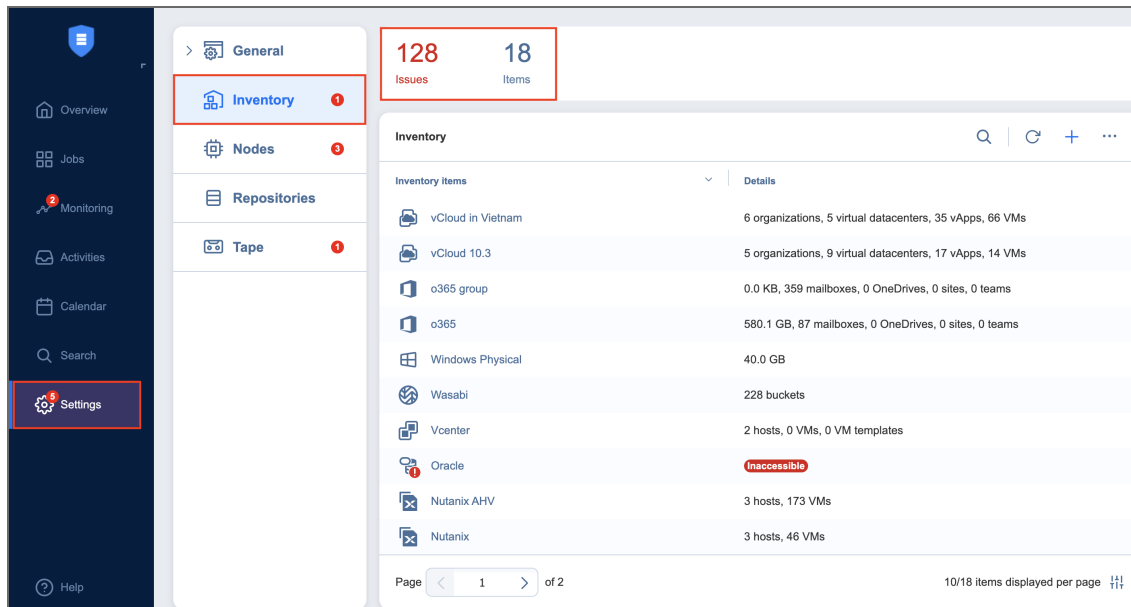 Overview
Jobs
2
Monitoring
Activities
Calendar
Search
5
Settings
Help
General
Inventory 1
Nodes 3
Repositories
Tape 1
128 18
Issues Items
Inventory
Inventory items Details
vCloud in Vietnam 6 organizations, 5 virtual datacenters, 35 vApps, 66 VMs
vCloud 10.3 5 organizations, 9 virtual datacenters, 17 vApps, 14 VMs
o365 group 0.0 KB, 359 mailboxes, 0 OneDrives, 0 sites, 0 teams
o365 580.1 GB, 87 mailboxes, 0 OneDrives, 0 sites, 0 teams
Windows Physical 40.0 GB
Wasabi 228 buckets
Vcenter 2 hosts, 0 VMs, 0 VM templates
Oracle Inaccessible
Nutanix AHV 3 hosts, 173 VMs
Nutanix 3 hosts, 46 VMs
Page 1 of 2 10/18 items displayed per page